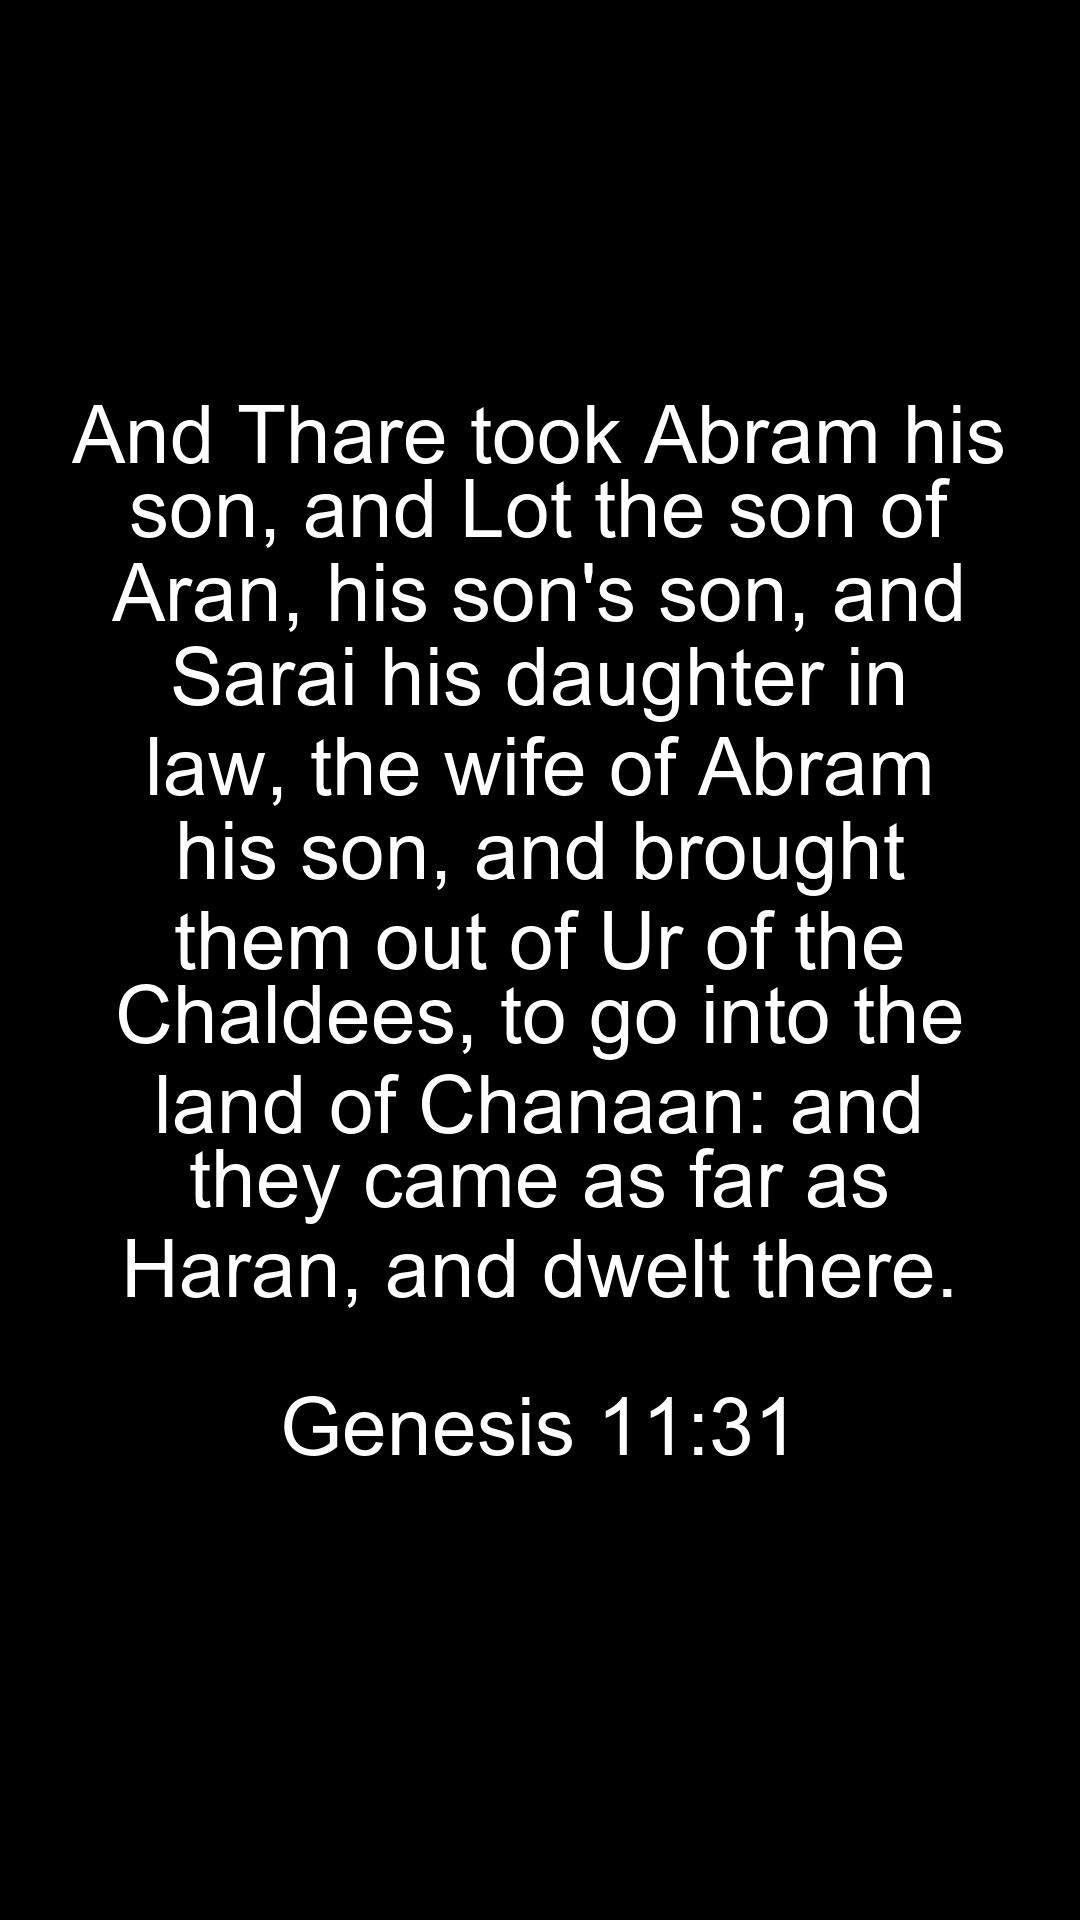 And Thare took Abram his
son, and Lot the son of
Aran, his son's son, and
Sarai his daughter in
law, the wife of Abram
his son, and brought
them out of Ur of the
Chaldees, to go into the
land of Chanaan: and
they came as far as
Haran, and dwelt there.
Genesis 11:31